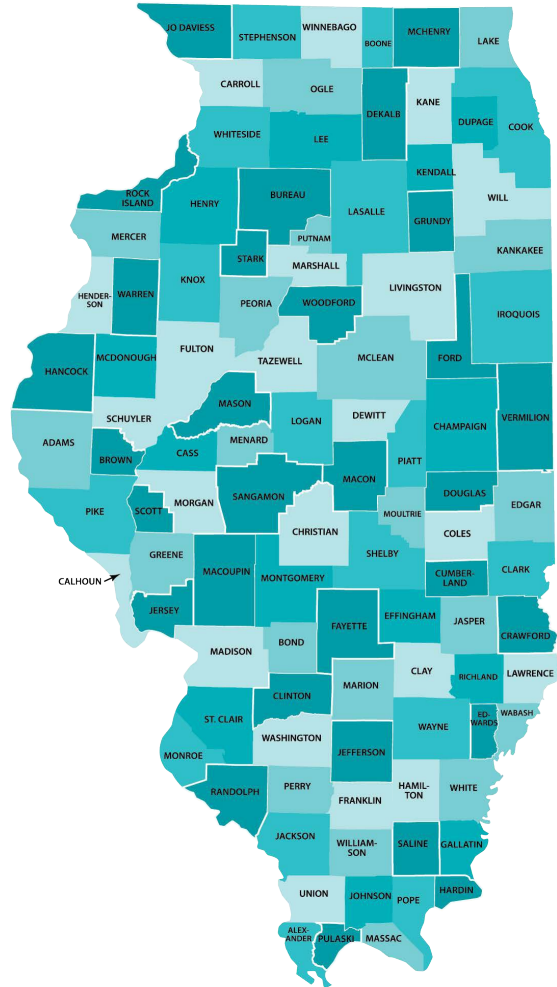 JO DAVIESS
STEPHENSON
WINNEBAGO
BOONE
MCHENRY
LAKE
CARROLL
OGLE
DEKALB
KANE
DUPAGE
COOK
WHITESIDE
LEE
KENDALL
WILL
ROCK
ISLAND
HENRY
BUREAU
LASALLE
GRUNDY
KANKAKEE
MERCER
PUTNAM
STARK
MARSHALL
LIVINGSTON
IROQUOIS
HENDER-
SON
WARREN
KNOX
PEORIA
WOODFORD
FULTON
TAZEWELL
MCLEAN
FORD
HANCOCK
MCDONOUGH
MASON
LOGAN
DEWITT
CHAMPAIGN
VERMILION
SCHUYLER
ADAMS
BROWN
CASS
MENARD
PIATT
MACON
SANGAMON
DOUGLAS
EDGAR
PIKE
SCOTT
MORGAN
CHRISTIAN
MOULTRIE
COLES
SHELBY
GREENE
MACOUPIN
MONTGOMERY
CUMBER-
LAND
CLARK
CALHOUN
JERSEY
FAYETTE
EFFINGHAM
JASPER
CRAWFORD
MADISON
BOND
CLAY
RICHLAND
LAWRENCE
CLINTON
MARION
ST. CLAIR
WASHINGTON
WAYNE
ED-
WARDS
WABASH
MONROE
JEFFERSON
RANDOLPH
PERRY
FRANKLIN
HAMIL-
TON
WHITE
JACKSON
WILLIAM-
SON
SALINE
GALLATIN
UNION
JOHNSON
POPE
HARDIN
ALEX-
ANDER
PULASKI
MASSAC